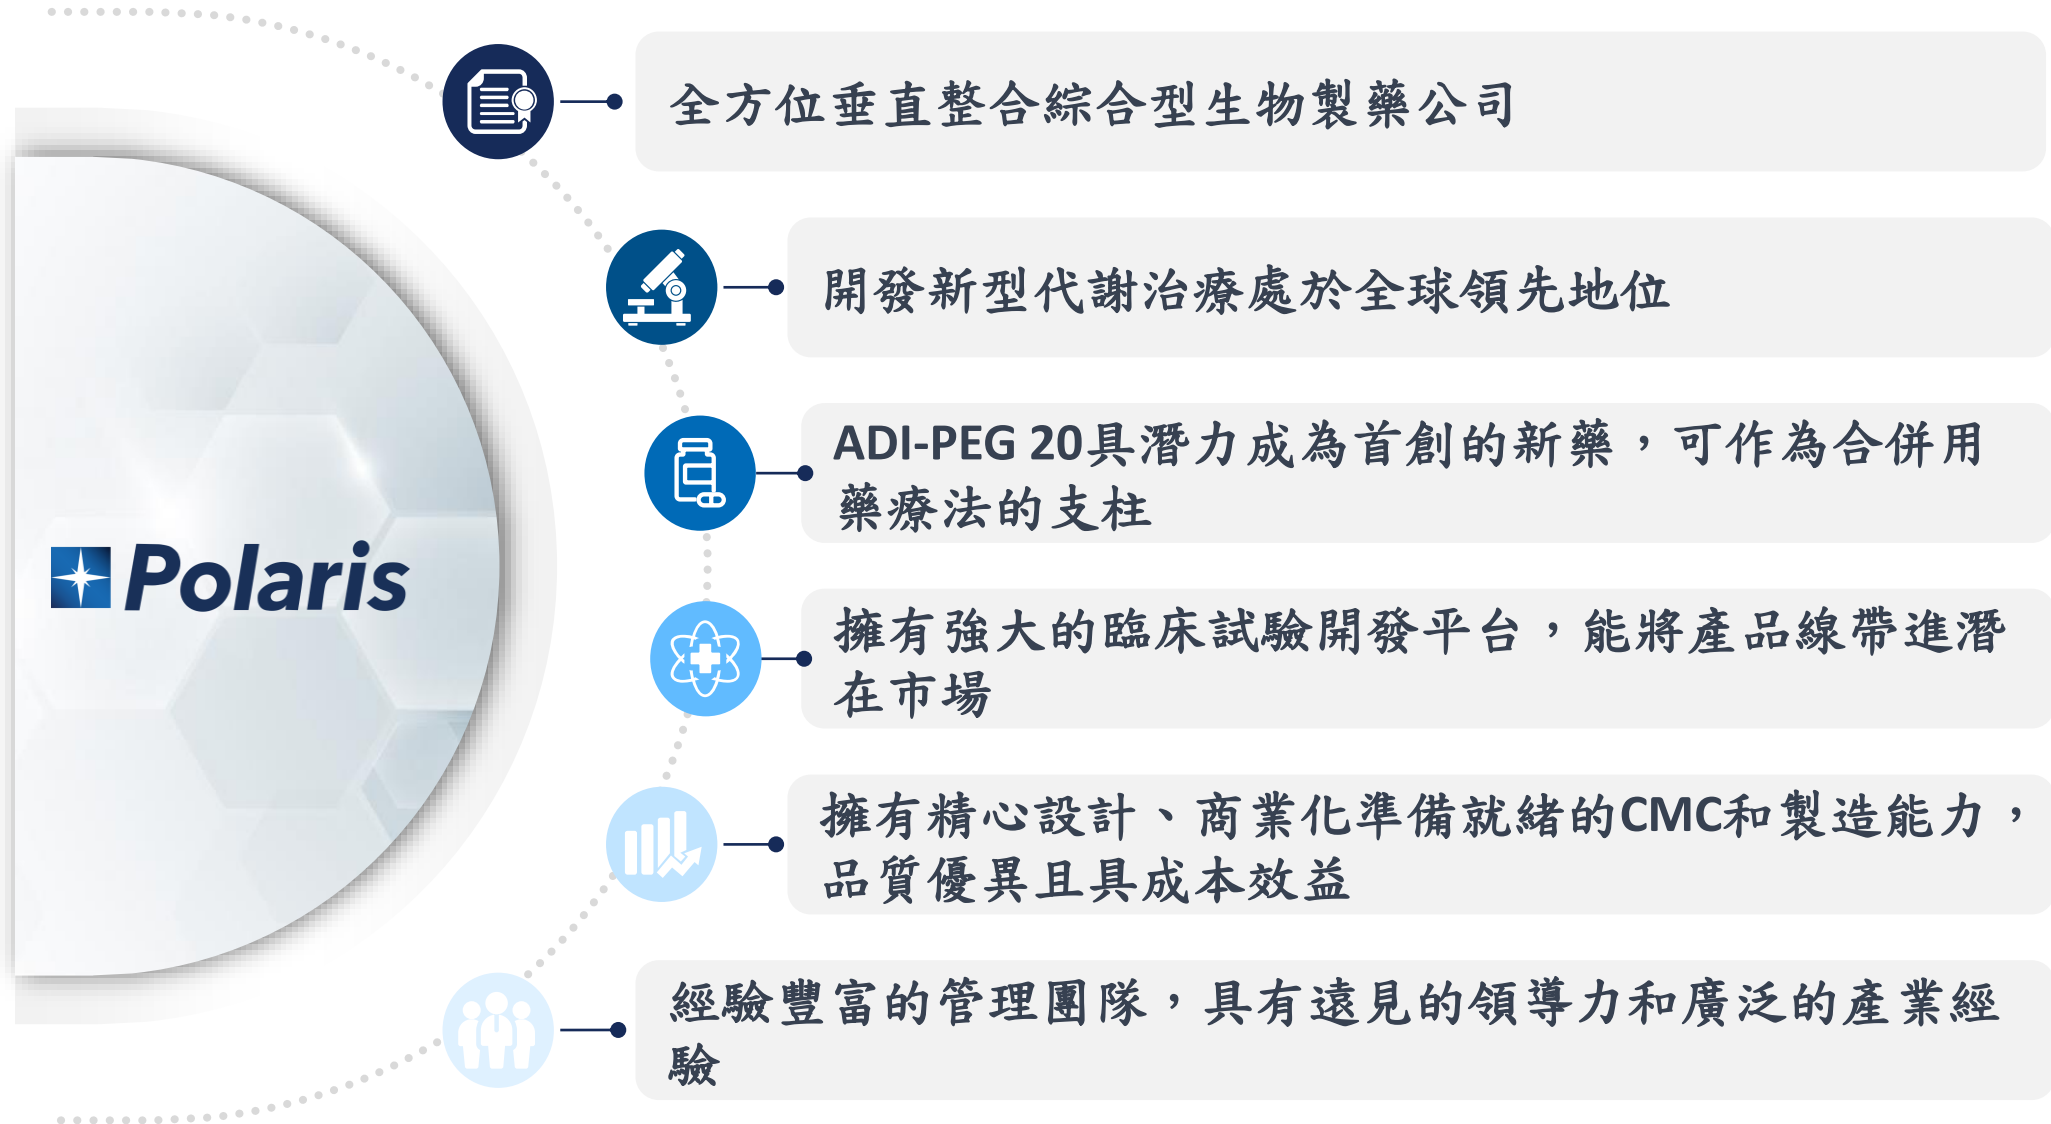 全方位垂直整合綜合型生物製藥公司
開發新型代謝治療處於全球領先地位
ADI-PEG 20具潛力成為首創的新藥，可作為合併用
藥療法的支柱
Polaris
擁有強大的臨床試驗開發平台，能將產品線帶進潛
在市場
擁有精心設計、商業化準備就緒的CMC和製造能力，
品質優異且具成本效益
經驗豐富的管理團隊，具有遠見的領導力和廣泛的產業經
驗